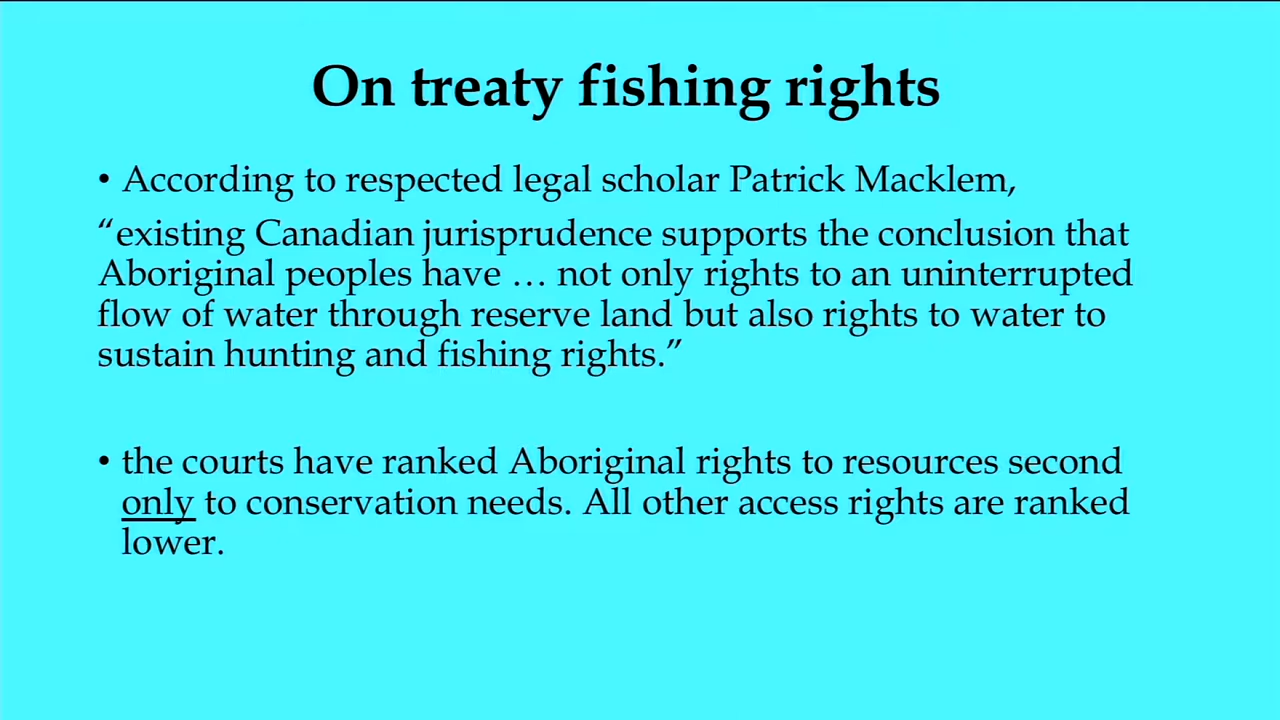 On treaty fishing rights
• According to respected legal scholar Patrick Macklem,
“existing Canadian jurisprudence supports the conclusion that
Aboriginal peoples have … not only rights to an uninterrupted
flow of water through reserve land but also rights to water to
sustain hunting and fishing rights.”
• the courts have ranked Aboriginal rights to resources second
only to conservation needs. All other access rights are ranked
lower.